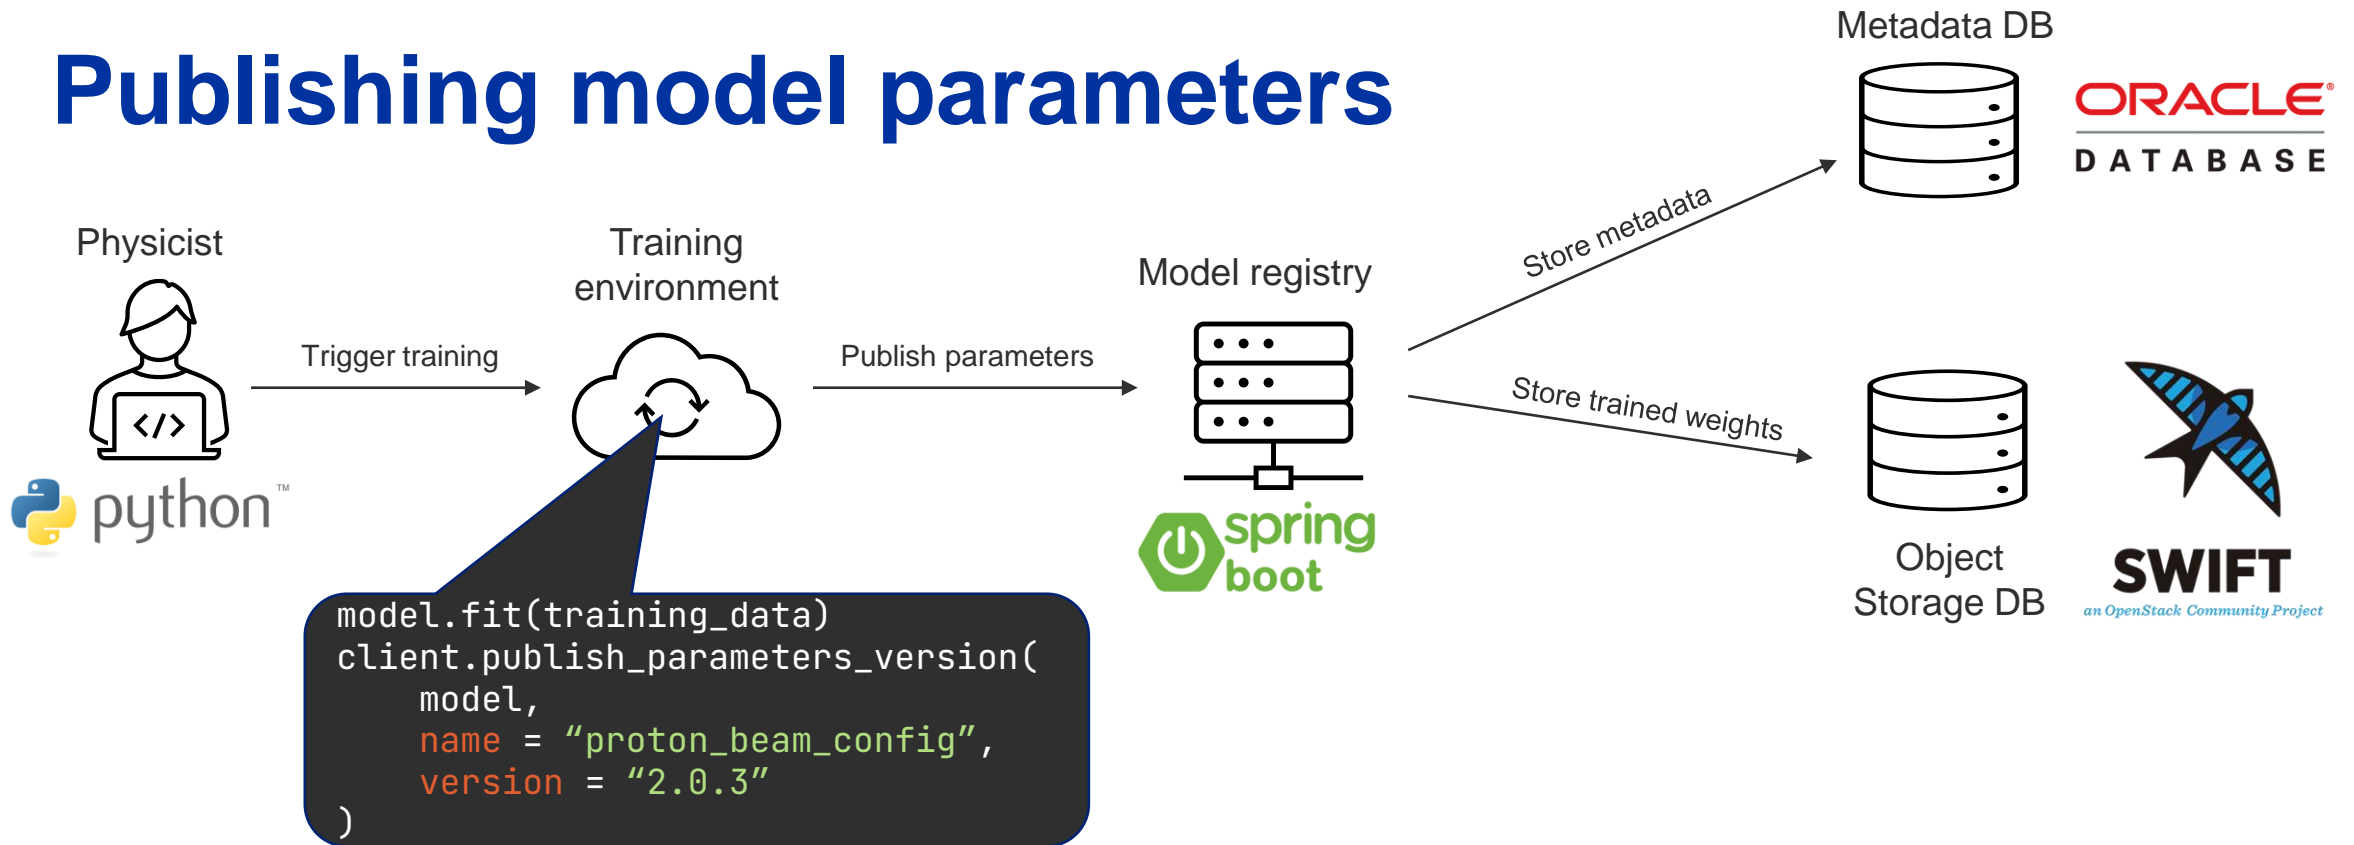 Publishing model parameters
Physicist
</>
python™
Trigger training
Training
environment
Publish parameters
Model registry
spring
boot
Store metadata
Store trained weights
Metadata DB
ORACLE®
DATABASE
Object
Storage DB
SWIFT
an OpenStack Community Project
model.fit(training_data)
client.publish_parameters_version(
model,
name = “proton_beam_config”,
version = “2.0.3”
)